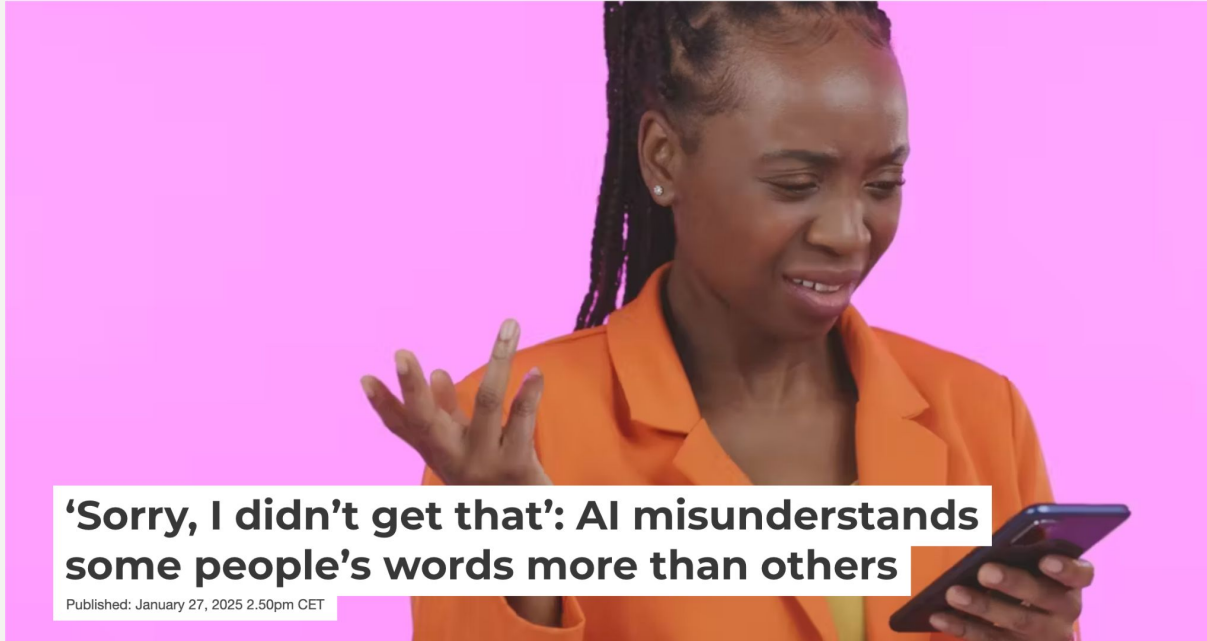 ‘Sorry, I didn’t get that’: AI misunderstands
some people’s words more than others
Published: January 27, 2025 2.50pm CET